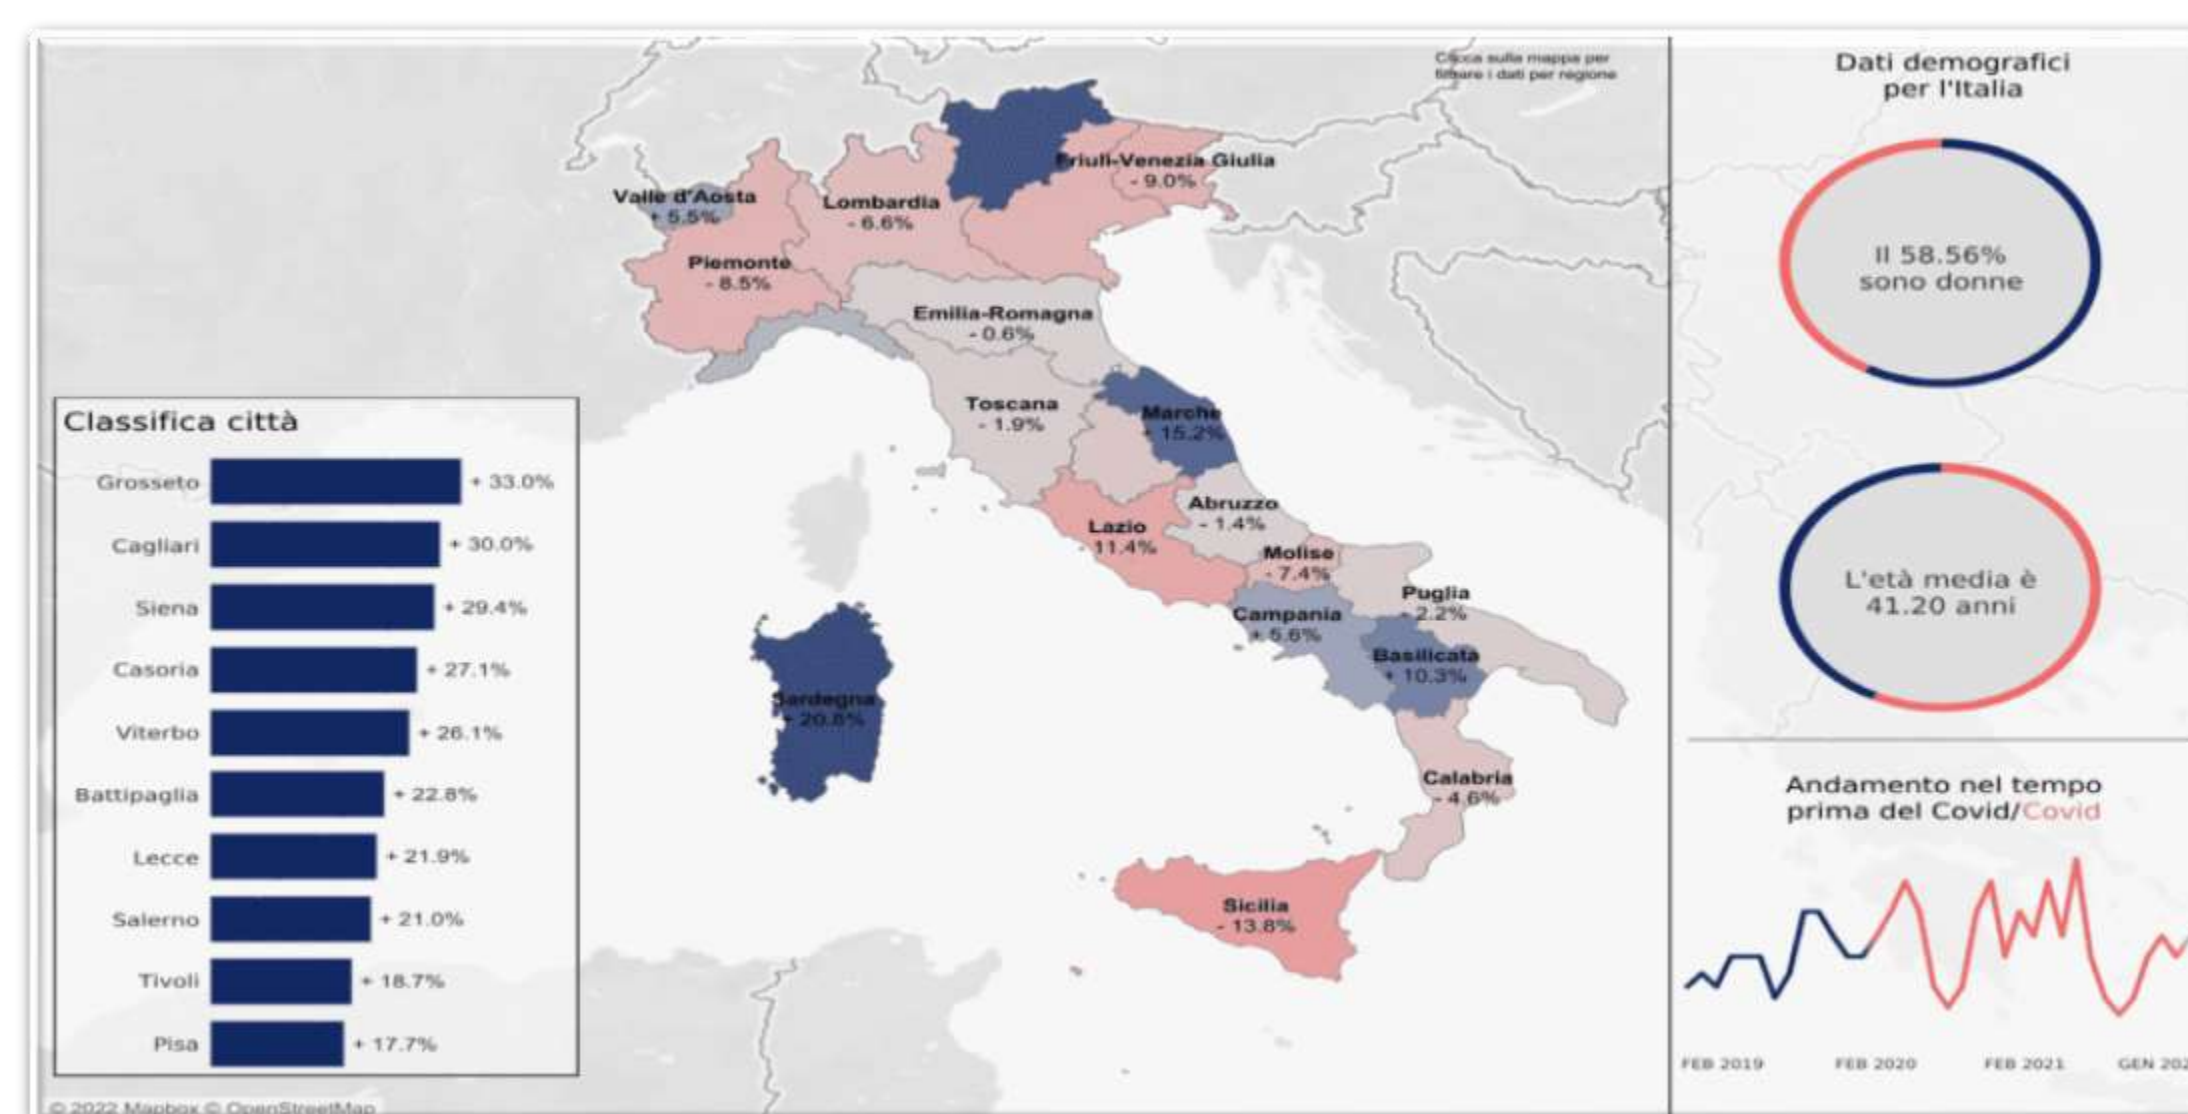 Clicca sulla mappa per
filtrare i dati per regione
Friuli-Venezia Giulia
- 9.0%
Valle d'Aosta
+ 5.5%
Lombardia
- 6.6%
Piemonte
- 8.5%
Emilia-Romagna
- 0.6%
Toscana
- 1.9%
Marche
+ 15.2%
Abruzzo
- 1.4%
Lazio
- 11.4%
Molise
- 7.4%
Puglia
- 2.2%
Campania
+ 5.6%
Basilicata
+ 10.3%
Sardegna
+ 20.8%
Calabria
- 4.6%
Sicilia
- 13.8%
Classifica città
Grosseto + 33.0%
Cagliari + 30.0%
Siena + 29.4%
Casoria + 27.1%
Viterbo + 26.1%
Battipaglia + 22.8%
Lecce + 21.9%
Salerno + 21.0%
Tivoli + 18.7%
Pisa + 17.7%
© 2022 Mapbox © OpenStreetMap
Dati demografici
per l'Italia
Il 58.56%
sono donne
L'età media è
41.20 anni
Andamento nel tempo
prima del Covid/Covid
FEB 2019 FEB 2020 FEB 2021 GEN 202